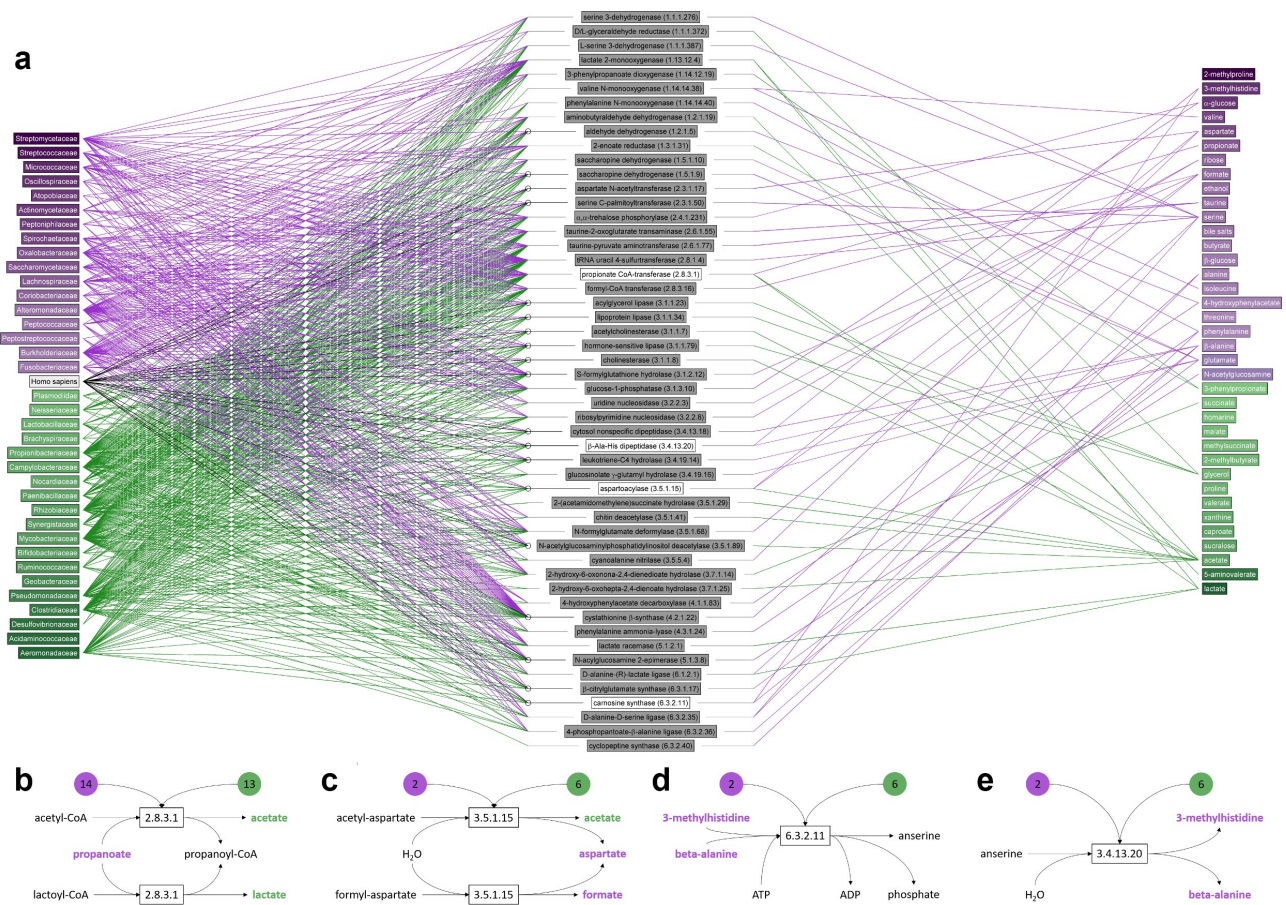 a
Streptomycetaceae
Streptococcaceae
Micrococcaceae
Oscillospiraceae
Atopobiaceae
Actinomycetaceae
Peptoniphilaceae
Spirochaetaceae
Oxalobacteraceae
Saccharomycetaceae
Lachnospiraceae
Coriobacteriaceae
Alteromonadaceae
Peptococcaceae
Peptostreptococcaceae
Burkholderiaceae
Fusobacteriaceae
Homo sapiens
Plasmodiidae
Neisseriaceae
Lactobacillaceae
Brachyspiraceae
Propionibacteriaceae
Campylobacteraceae
Nocardiaceae
Paenibacillaceae
Rhizobiaceae
Synergistaceae
Mycobacteriaceae
Bifidobacteriaceae
Ruminococcaceae
Geobacteraceae
Pseudomonadaceae
Clostridiaceae
Desulfovibrionaceae
Acidaminococcaceae
Aeromonadaceae
serine 3-dehydrogenase (1.1.1.276)
D/L-glyceraldehyde reductase (1.1.1.372)
L-serine 3-dehydrogenase (1.1.1.387)
lactate 2-monooxygenase (1.13.12.4)
3-phenylpropanoate dioxygenase (1.14.12.19)
valine N-monooxygenase (1.14.14.38)
phenylalanine N-monooxygenase (1.14.14.40)
aminobutyraldehyde dehydrogenase (1.2.1.19)
aldehyde dehydrogenase (1.2.1.5)
2-enoate reductase (1.3.1.31)
saccharopine dehydrogenase (1.5.1.10)
saccharopine dehydrogenase (1.5.1.9)
aspartate N-acetyltransferase (2.3.1.17)
serine C-palmitoyltransferase (2.3.1.50)
α,α-trehalose phosphorylase (2.4.1.231)
taurine-2-oxoglutarate transaminase (2.6.1.55)
taurine-pyruvate aminotransferase (2.6.1.77)
tRNA uracil 4-sulfurtransferase (2.8.1.4)
propionate CoA-transferase (2.8.3.1)
formyl-CoA transferase (2.8.3.16)
acylglycerol lipase (3.1.1.23)
lipoprotein lipase (3.1.1.34)
acetylcholinesterase (3.1.1.7)
hormone-sensitive lipase (3.1.1.79)
cholinesterase (3.1.1.8)
S-formylglutathione hydrolase (3.1.2.12)
glucose-1-phosphatase (3.1.3.10)
uridine nucleosidase (3.2.2.3)
ribosylpyrimidine nucleosidase (3.2.2.8)
cytosol nonspecific dipeptidase (3.4.13.18)
β-Ala-His dipeptidase (3.4.13.20)
leukotriene-C4 hydrolase (3.4.19.14)
glucosinolate γ-glutamyl hydrolase (3.4.19.16)
aspartoacylase (3.5.1.15)
2-(acetamidomethylene)succinate hydrolase (3.5.1.29)
chitin deacetylase (3.5.1.41)
N-formylglutamate deformylase (3.5.1.68)
N-acetylglucosaminylphosphatidylinositol deacetylase (3.5.1.89)
cyanoalanine nitrilase (3.5.5.4)
2-hydroxy-6-oxonona-2,4-dienedioate hydrolase (3.7.1.14)
2-hydroxy-6-oxohepta-2,4-dienoate hydrolase (3.7.1.25)
4-hydroxyphenylacetate decarboxylase (4.1.1.83)
cystathionine β-synthase (4.2.1.22)
phenylalanine ammonia-lyase (4.3.1.24)
lactate racemase (5.1.2.1)
N-acylglucosamine 2-epimerase (5.1.3.8)
D-alanine-(R)-lactate ligase (6.1.2.1)
β-citrylglutamate synthase (6.3.1.17)
carnosine synthase (6.3.2.11)
D-alanine-D-serine ligase (6.3.2.35)
4-phosphopantoate-β-alanine ligase (6.3.2.36)
cyclopeptine synthase (6.3.2.40)
2-methylproline
3-methylhistidine
α-glucose
valine
aspartate
propionate
ribose
formate
ethanol
taurine
serine
bile salts
butyrate
β-glucose
alanine
isoleucine
4-hydroxyphenylacetate
threonine
phenylalanine
β-alanine
glutamate
N-acetylglucosamine
3-phenylpropionate
succinate
homarine
malate
methylsuccinate
2-methylbutyrate
glycerol
proline
valerate
xanthine
caproate
sucralose
acetate
5-aminovalerate
lactate
b
14
13
acetyl-CoA
2.8.3.1
acetate
propanoate
propanoyl-CoA
lactoyl-CoA
2.8.3.1
lactate
c
2
6
acetyl-aspartate
3.5.1.15
acetate
H2O
aspartate
formyl-aspartate
3.5.1.15
formate
d
2
6
3-methylhistidine
6.3.2.11
anserine
beta-alanine
ATP
ADP
phosphate
e
2
6
3-methylhistidine
anserine
3.4.13.20
H2O
beta-alanine